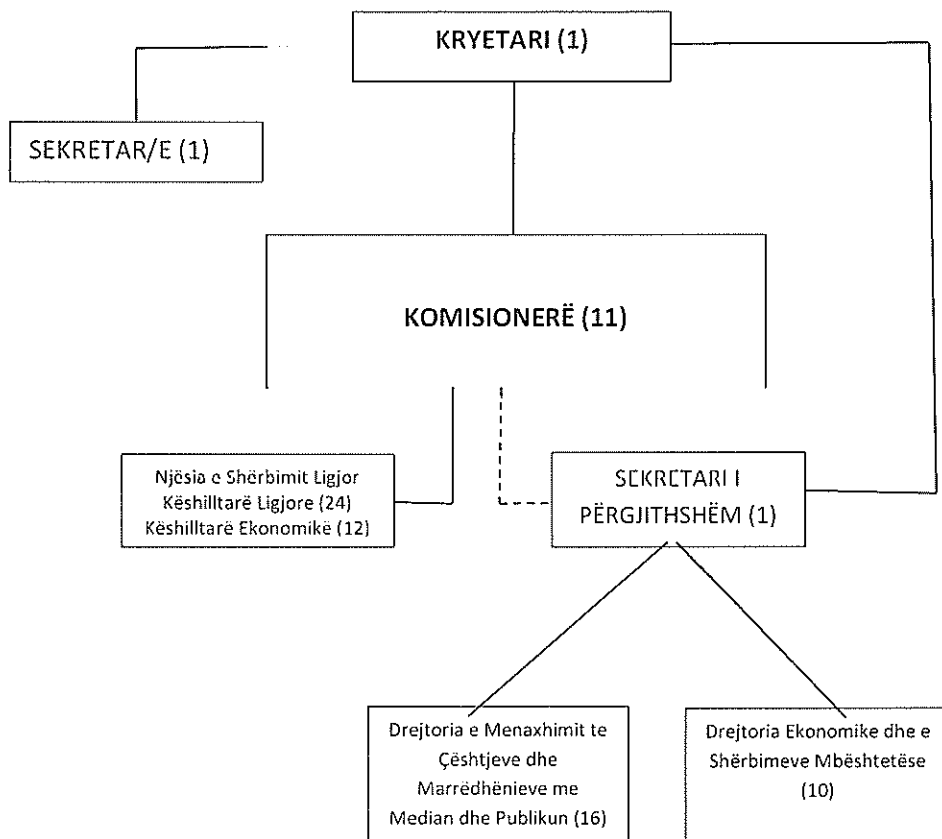 KRYETARI (1)
SEKRETAR/E (1)
KOMISIONERË (11)
Njësia e Shërbimit Ligjor
Këshilltarë Ligjore (24)
Këshilltarë Ekonomikë (12)
SEKRETARI I
PËRGJITHSHËM (1)
Drejtoria e Menaxhimit te
Çështjeve dhe
Marrëdhënieve me
Median dhe Publikun (16)
Drejtoria Ekonomike dhe e
Shërbimeve Mbështetëse
(10)